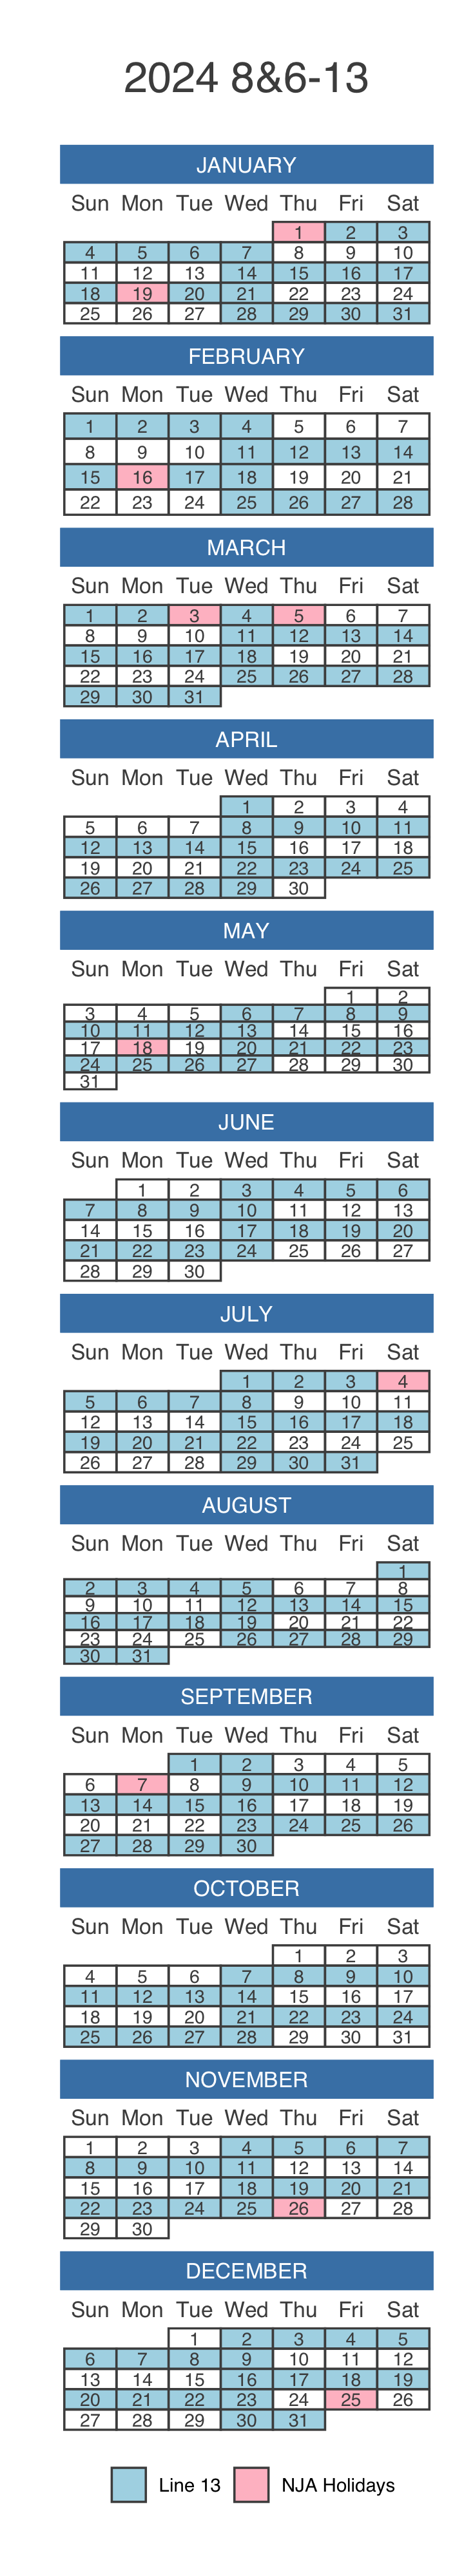 2024 8&6-13
JANUARY
Sun Mon Tue Wed Thu Fri Sat
1 2 3
4 5 6 7 8 9 10
11 12 13 14 15 16 17
18 19 20 21 22 23 24
25 26 27 28 29 30 31
FEBRUARY
Sun Mon Tue Wed Thu Fri Sat
1 2 3 4 5 6 7
8 9 10 11 12 13 14
15 16 17 18 19 20 21
22 23 24 25 26 27 28
MARCH
Sun Mon Tue Wed Thu Fri Sat
1 2 3 4 5 6 7
8 9 10 11 12 13 14
15 16 17 18 19 20 21
22 23 24 25 26 27 28
29 30 31
APRIL
Sun Mon Tue Wed Thu Fri Sat
1 2 3 4
5 6 7 8 9 10 11
12 13 14 15 16 17 18
19 20 21 22 23 24 25
26 27 28 29 30
MAY
Sun Mon Tue Wed Thu Fri Sat
1 2
3 4 5 6 7 8 9
10 11 12 13 14 15 16
17 18 19 20 21 22 23
24 25 26 27 28 29 30
31
JUNE
Sun Mon Tue Wed Thu Fri Sat
1 2 3 4 5 6
7 8 9 10 11 12 13
14 15 16 17 18 19 20
21 22 23 24 25 26 27
28 29 30
JULY
Sun Mon Tue Wed Thu Fri Sat
1 2 3 4
5 6 7 8 9 10 11
12 13 14 15 16 17 18
19 20 21 22 23 24 25
26 27 28 29 30 31
AUGUST
Sun Mon Tue Wed Thu Fri Sat
1
2 3 4 5 6 7 8
9 10 11 12 13 14 15
16 17 18 19 20 21 22
23 24 25 26 27 28 29
30 31
SEPTEMBER
Sun Mon Tue Wed Thu Fri Sat
1 2 3 4 5
6 7 8 9 10 11 12
13 14 15 16 17 18 19
20 21 22 23 24 25 26
27 28 29 30
OCTOBER
Sun Mon Tue Wed Thu Fri Sat
1 2 3
4 5 6 7 8 9 10
11 12 13 14 15 16 17
18 19 20 21 22 23 24
25 26 27 28 29 30 31
NOVEMBER
Sun Mon Tue Wed Thu Fri Sat
1 2 3 4 5 6 7
8 9 10 11 12 13 14
15 16 17 18 19 20 21
22 23 24 25 26 27 28
29 30
DECEMBER
Sun Mon Tue Wed Thu Fri Sat
1 2 3 4 5
6 7 8 9 10 11 12
13 14 15 16 17 18 19
20 21 22 23 24 25 26
27 28 29 30 31
Line 13 NJA Holidays